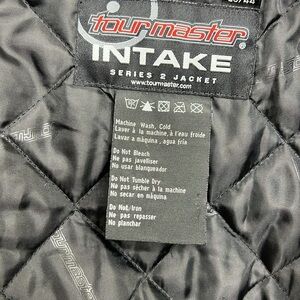 tourmaster
INTAKE
SERIES 2 JACKET
www.tourmaster.com
Machine Wash, Cold
Laver à la machine à l'eau froide
Lavar a máquina, agua fria
Do Not Bleach
Ne pas javelliser
No usar blanqueador
Do Not Tumble Dry
Ne pas sécher à la machine
No secar en máquina
Do Not Iron
Ne pas repasser
No planchar